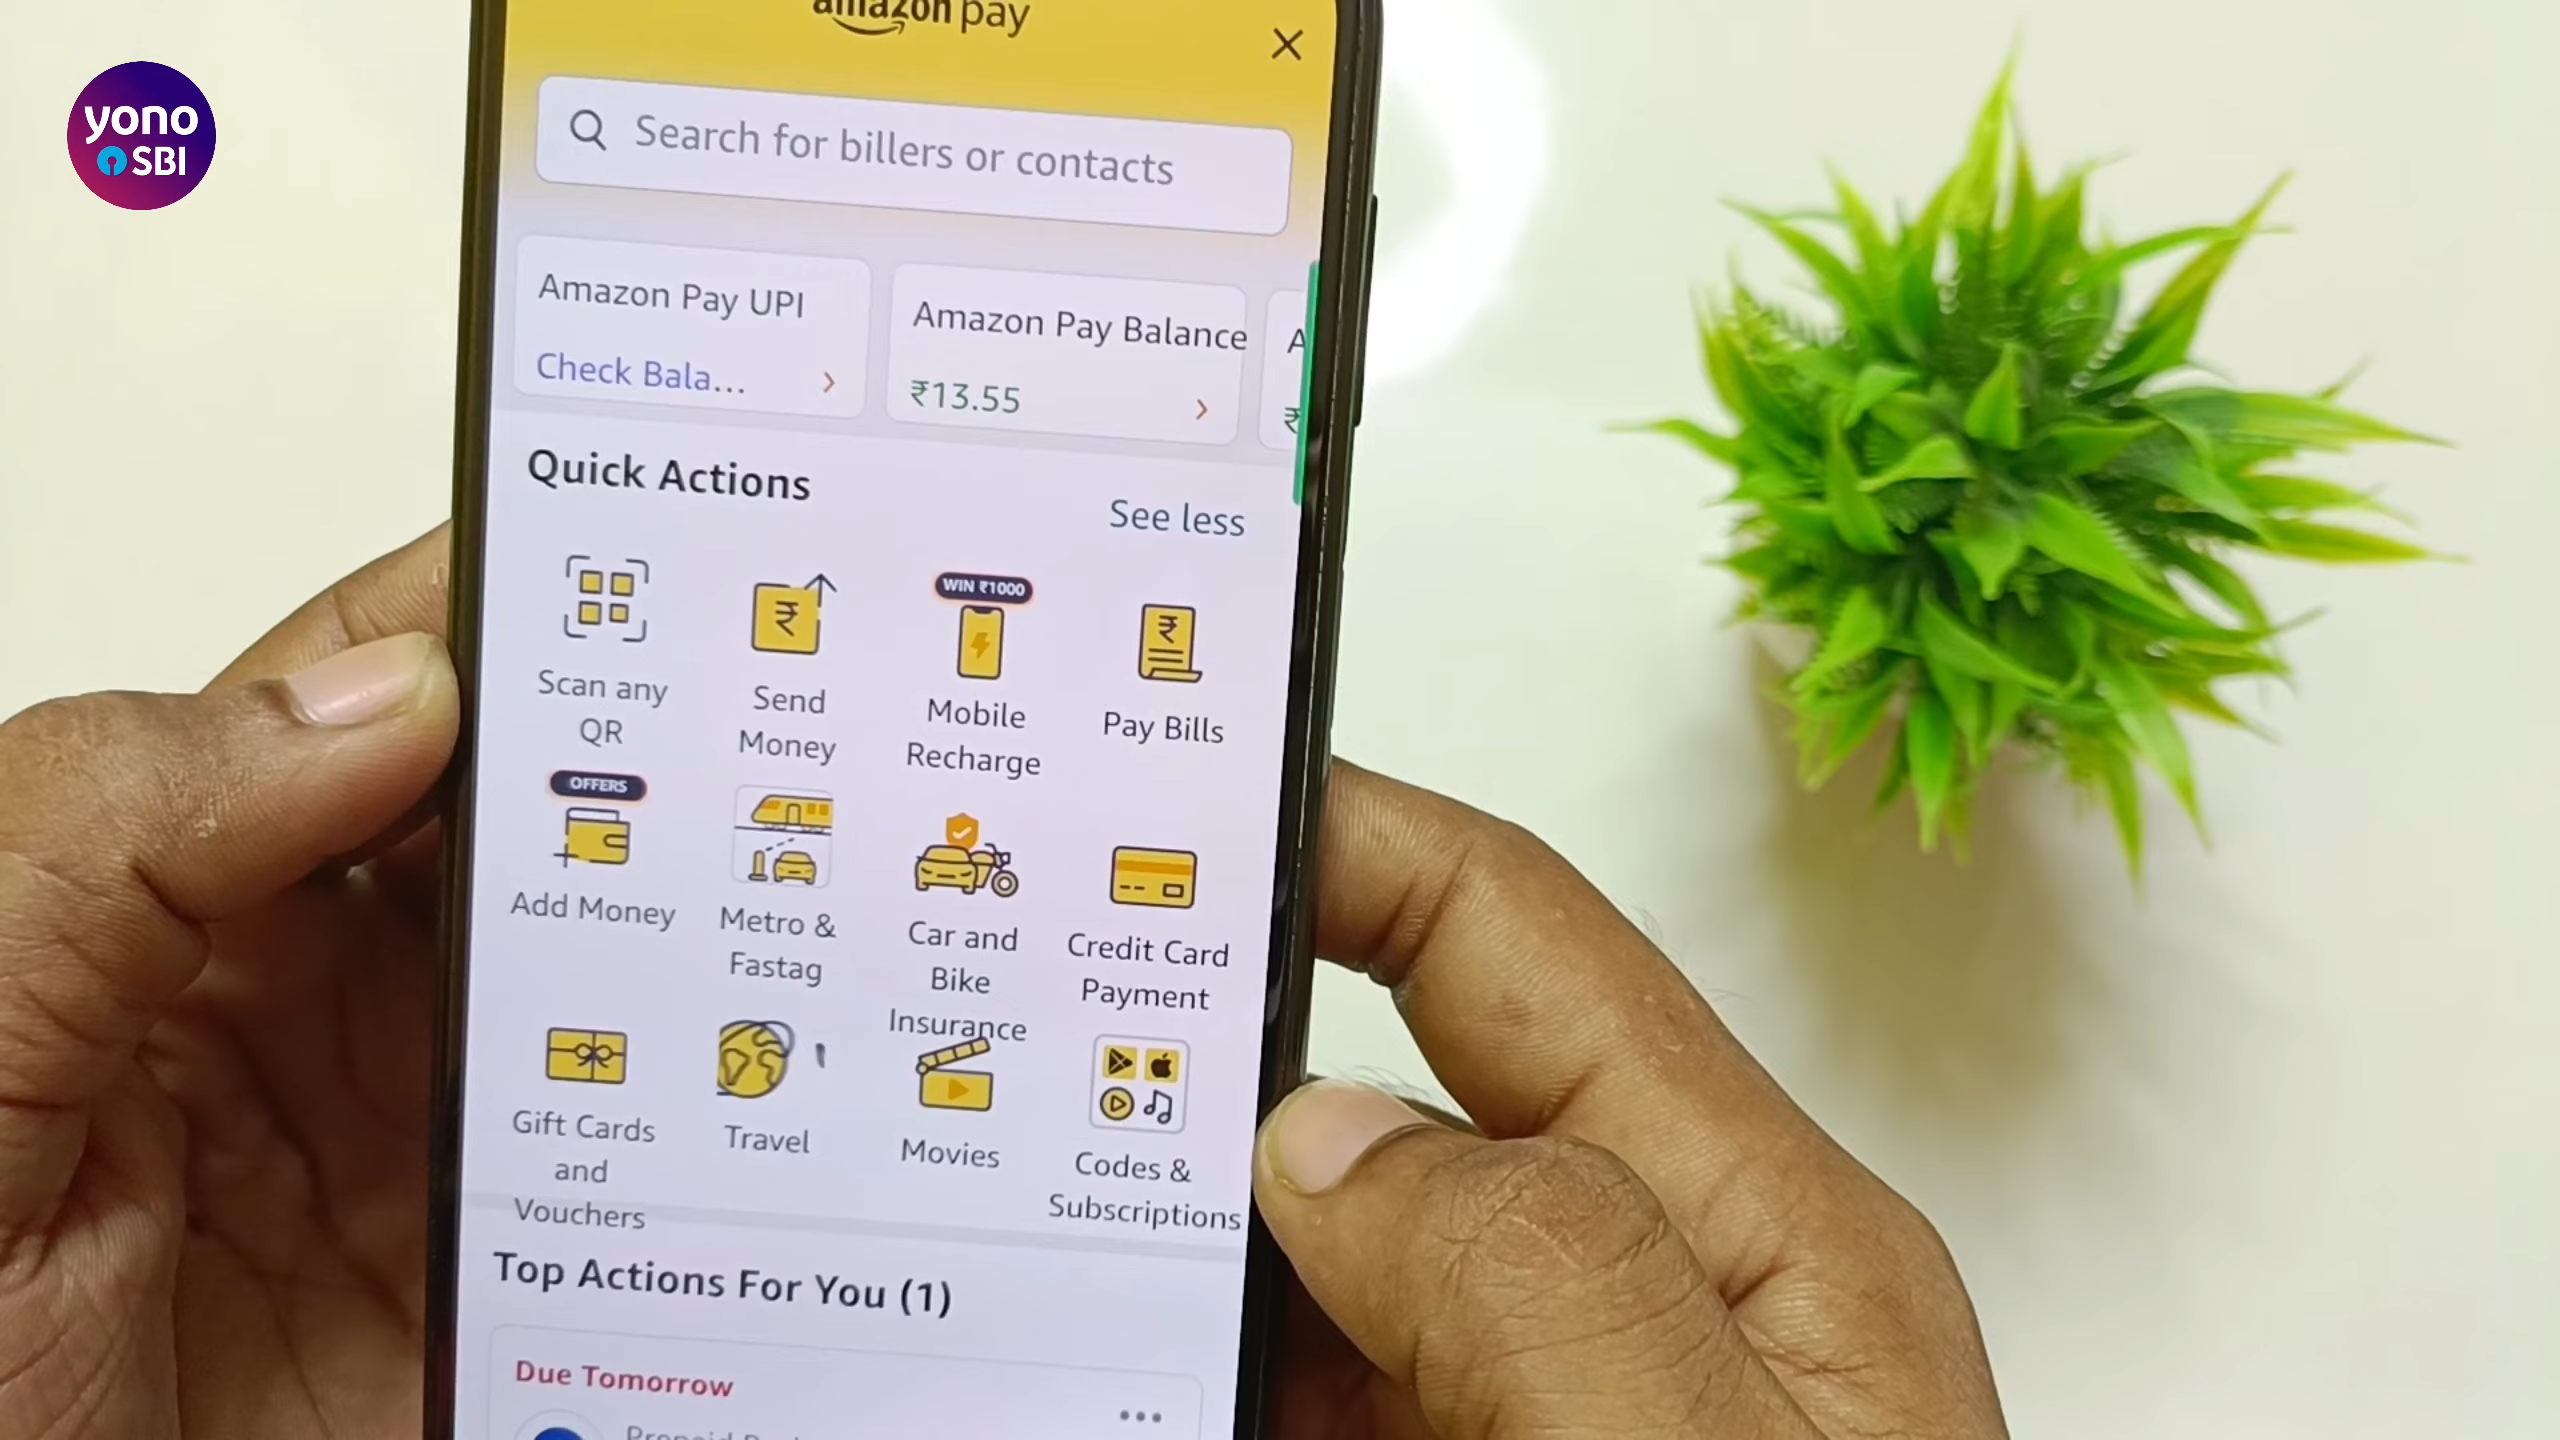 yono
SBI
amazon pay
Search for billers or contacts
Amazon Pay UPI
Check Bala...
Amazon Pay Balance
₹13.55
A
₹
Quick Actions
See less
Scan any
QR
Send
Money
WIN ₹1000
Mobile
Recharge
Pay Bills
OFFERS
Add Money
Metro &
Fastag
Car and
Bike
Insurance
Credit Card
Payment
Gift Cards
and
Vouchers
Travel
Movies
Codes &
Subscriptions
Top Actions For You (1)
Due Tomorrow
Prepaid